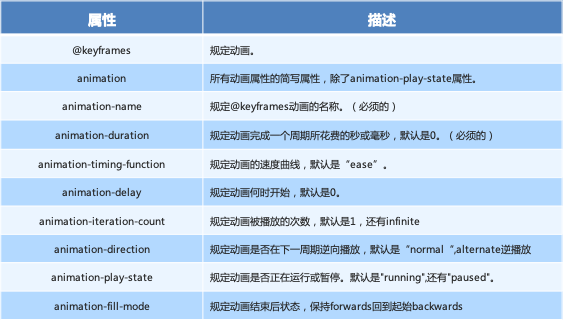 属性 描述
@keyframes 规定动画。
animation 所有动画属性的简写属性，除了animation-play-state属性。
animation-name 规定@keyframes动画的名称。（必须的）
animation-duration 规定动画完成一个周期所花费的秒或毫秒，默认是0。（必须的）
animation-timing-function 规定动画的速度曲线，默认是“ease”。
animation-delay 规定动画何时开始，默认是0。
animation-iteration-count 规定动画被播放的次数，默认是1，还有infinite
animation-direction 规定动画是否在下一周期逆向播放，默认是“normal“,alternate逆播放
animation-play-state 规定动画是否正在运行或暂停。默认是"running",还有"paused"。
animation-fill-mode 规定动画结束后状态，保持forwards回到起始backwards